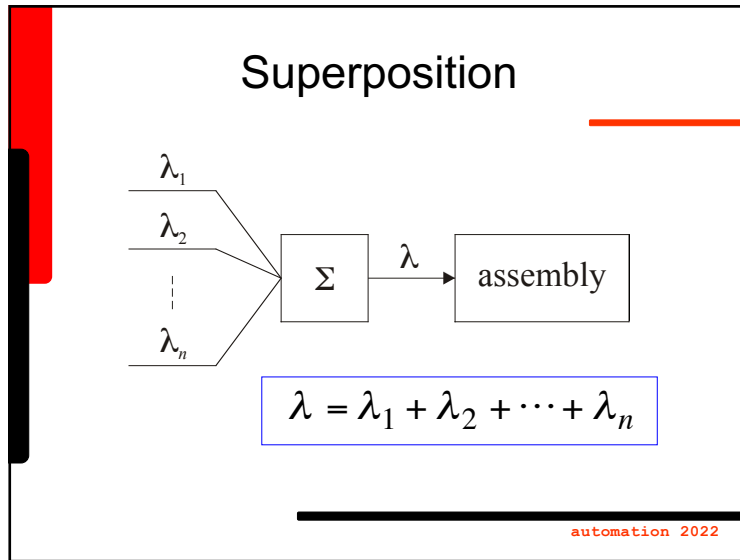 Superposition
λ₁
λ₂
λₙ
Σ
λ
assembly
λ = λ₁ + λ₂ + ⋯ + λₙ
automation 2022